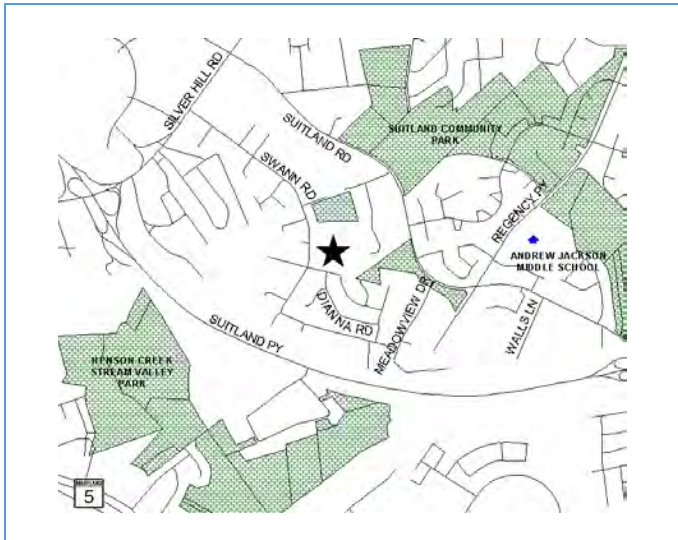 SILVER HILL RD
SUITLAND RD
SUITLAND COMMUNITY
PARK
SWANN RD
REGENCY PY
ANDREW JACKSON
MIDDLE SCHOOL
DIANNA RD
MEADOWVIEW DR
WALLS LN
SUITLAND PY
HENSON CREEK
STREAM VALLEY
PARK
MARYLAND
5